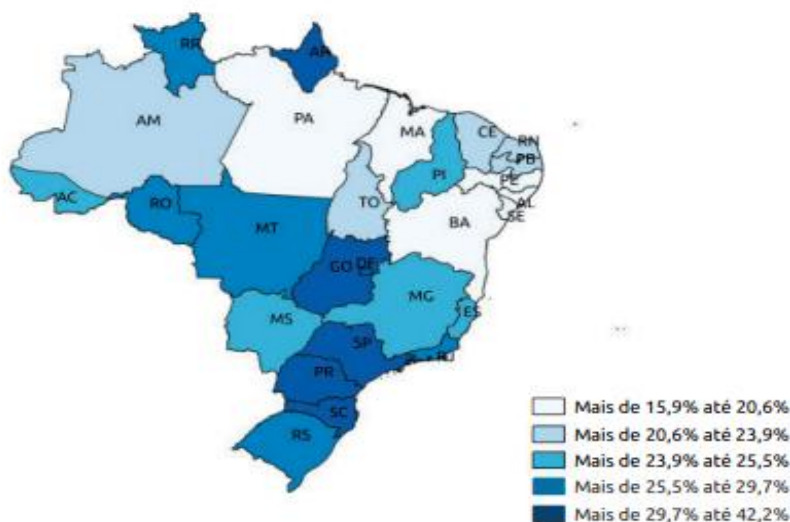 RR
AP
AM
PA
MA
CE
RN
PB
PI
PE
AC
AL
RO
TO
SE
MT
BA
GO DF
MG
MS
ES
SP
RJ
PR
SC
RS
Mais de 15,9% até 20,6%
Mais de 20,6% até 23,9%
Mais de 23,9% até 25,5%
Mais de 25,5% até 29,7%
Mais de 29,7% até 42,2%